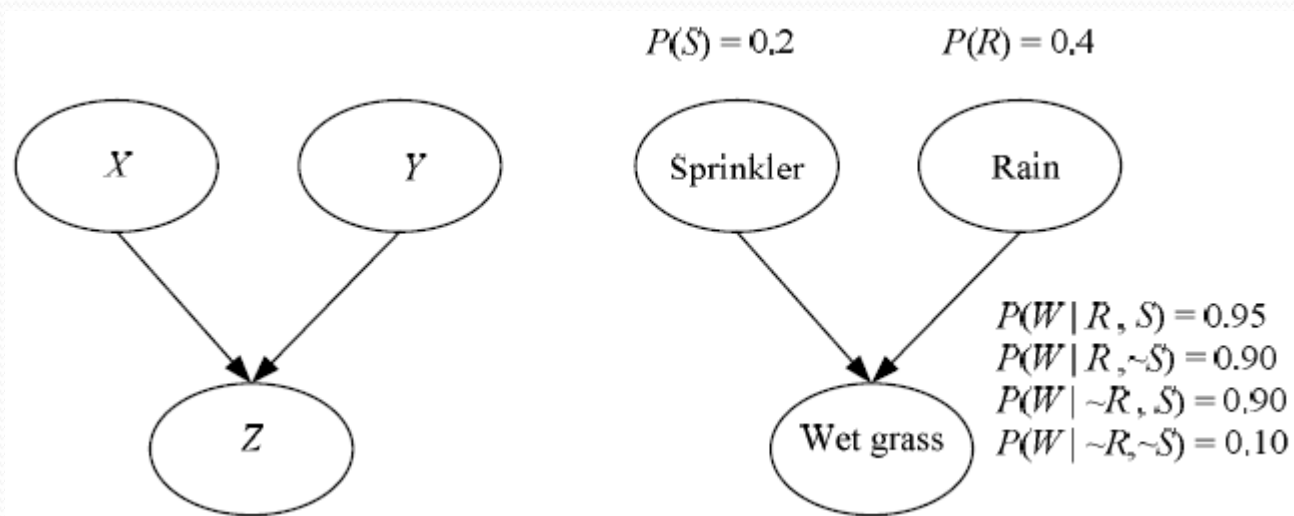 P(S) = 0.2
P(R) = 0.4
X
Y
Sprinkler
Rain
P(W | R, S) = 0.95
P(W | R,~S) = 0.90
P(W | ~R, S) = 0.90
P(W | ~R,~S) = 0.10
Z
Wet grass